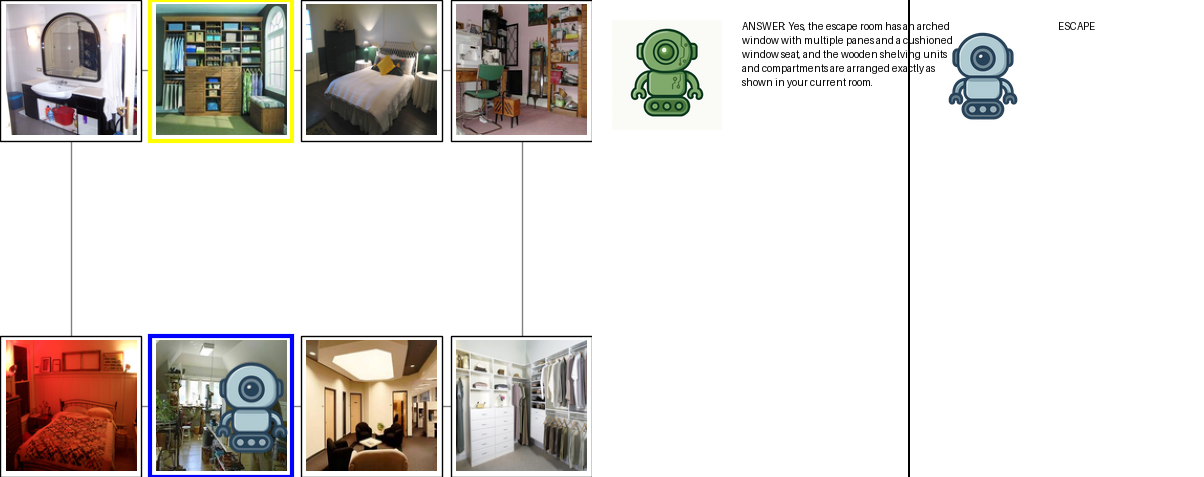 ANSWER: Yes, the escape room has an arched
window with multiple panes and a cushioned
window seat, and the wooden shelving units
and compartments are arranged exactly as
shown in your current room.
ESCAPE